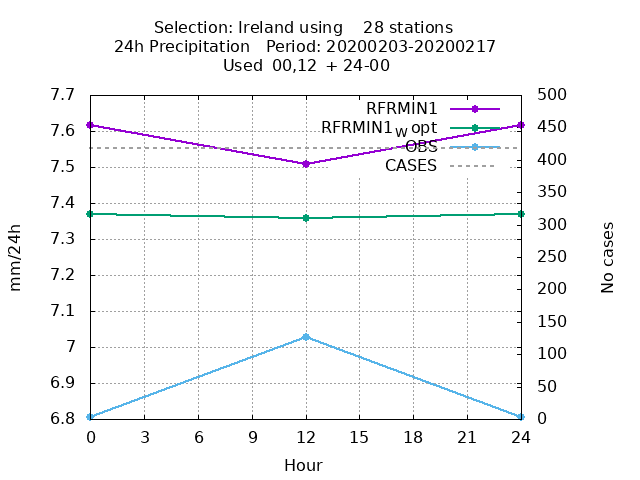 Selection: Ireland using    28 stations
24h Precipitation   Period: 20200203-20200217
Used  00,12  + 24-00
RFRMIN1
RFRMIN1w opt
OBS
CASES
7.7
7.6
7.5
7.4
7.3
7.2
7.1
7
6.9
6.8
mm/24h
500
450
400
350
300
250
200
150
100
50
0
No cases
0 3 6 9 12 15 18 21 24
Hour